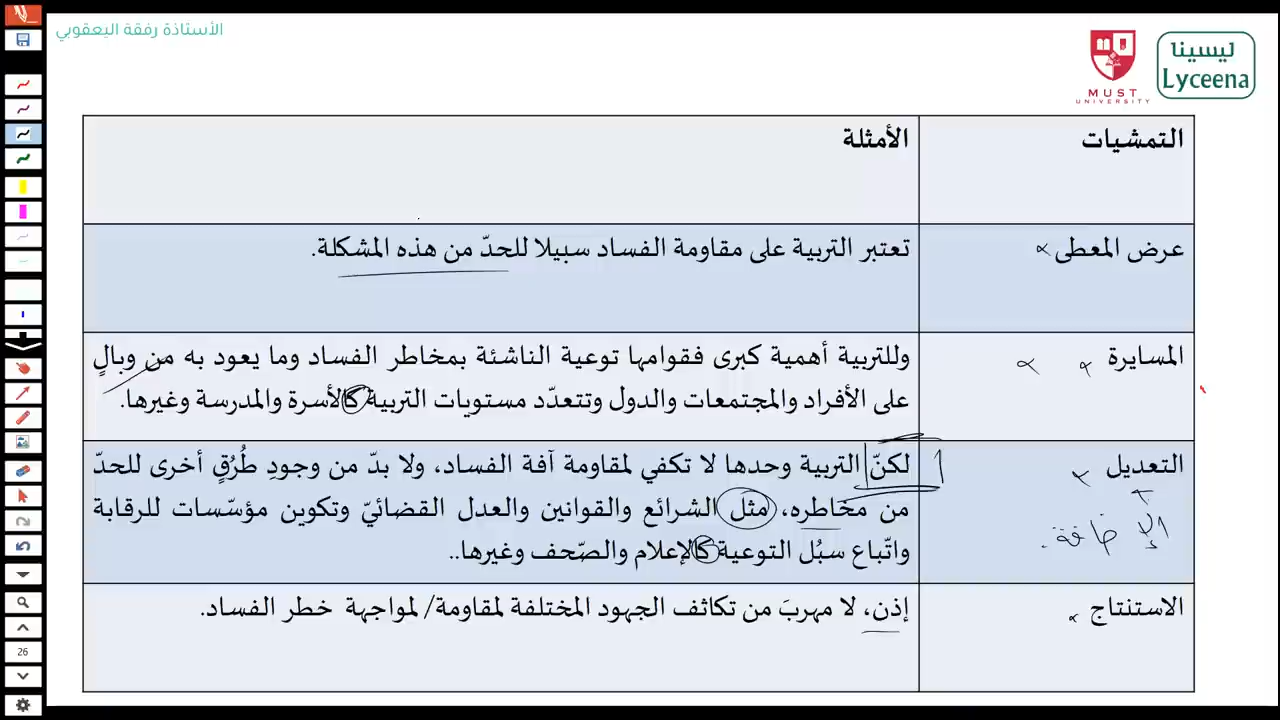 الأستاذة رفقة اليعقوبي
ليسينا
Lyceena
MUST
UNIVERSITY
التمشيات
الأمثلة
عرض المعطى
تعتبر التربية على مقاومة الفساد سبيلا للحدّ من هذه المشكلة.
المسايرة
وللتربية أهمية كبرى فقوامها توعية الناشئة بمخاطر الفساد وما يعود به من وبالٍ
على الأفراد والمجتمعات والدول وتتعدّد مستويات التربية كالأسرة والمدرسة وغيرها.
التعديل
الإضافة.
لكنّ التربية وحدها لا تكفي لمقاومة آفة الفساد، ولا بدّ من وجودِ طُرُقٍ أخرى للحدّ
من مخاطره، مثل الشرائع والقوانين والعدل القضائيّ وتكوين مؤسّسات للرقابة
واتّباع سبُل التوعية كالإعلام والصّحف وغيرها..
الاستنتاج
إذن، لا مهربَ من تكاثف الجهود المختلفة لمقاومة/ لمواجهة خطر الفساد.
26